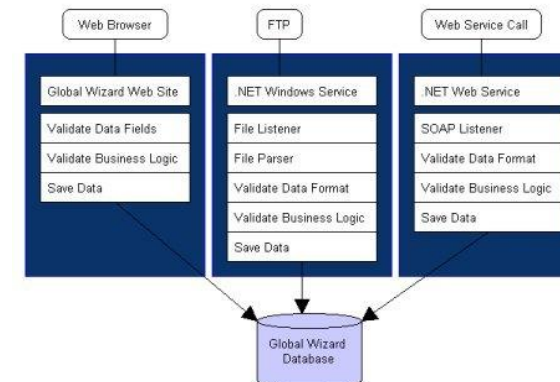 Web Browser
FTP
Web Service Call
Global Wizard Web Site
Validate Data Fields
Validate Business Logic
Save Data
.NET Windows Service
File Listener
File Parser
Validate Data Format
Validate Business Logic
Save Data
.NET Web Service
SOAP Listener
Validate Data Format
Validate Business Logic
Save Data
Global Wizard
Database